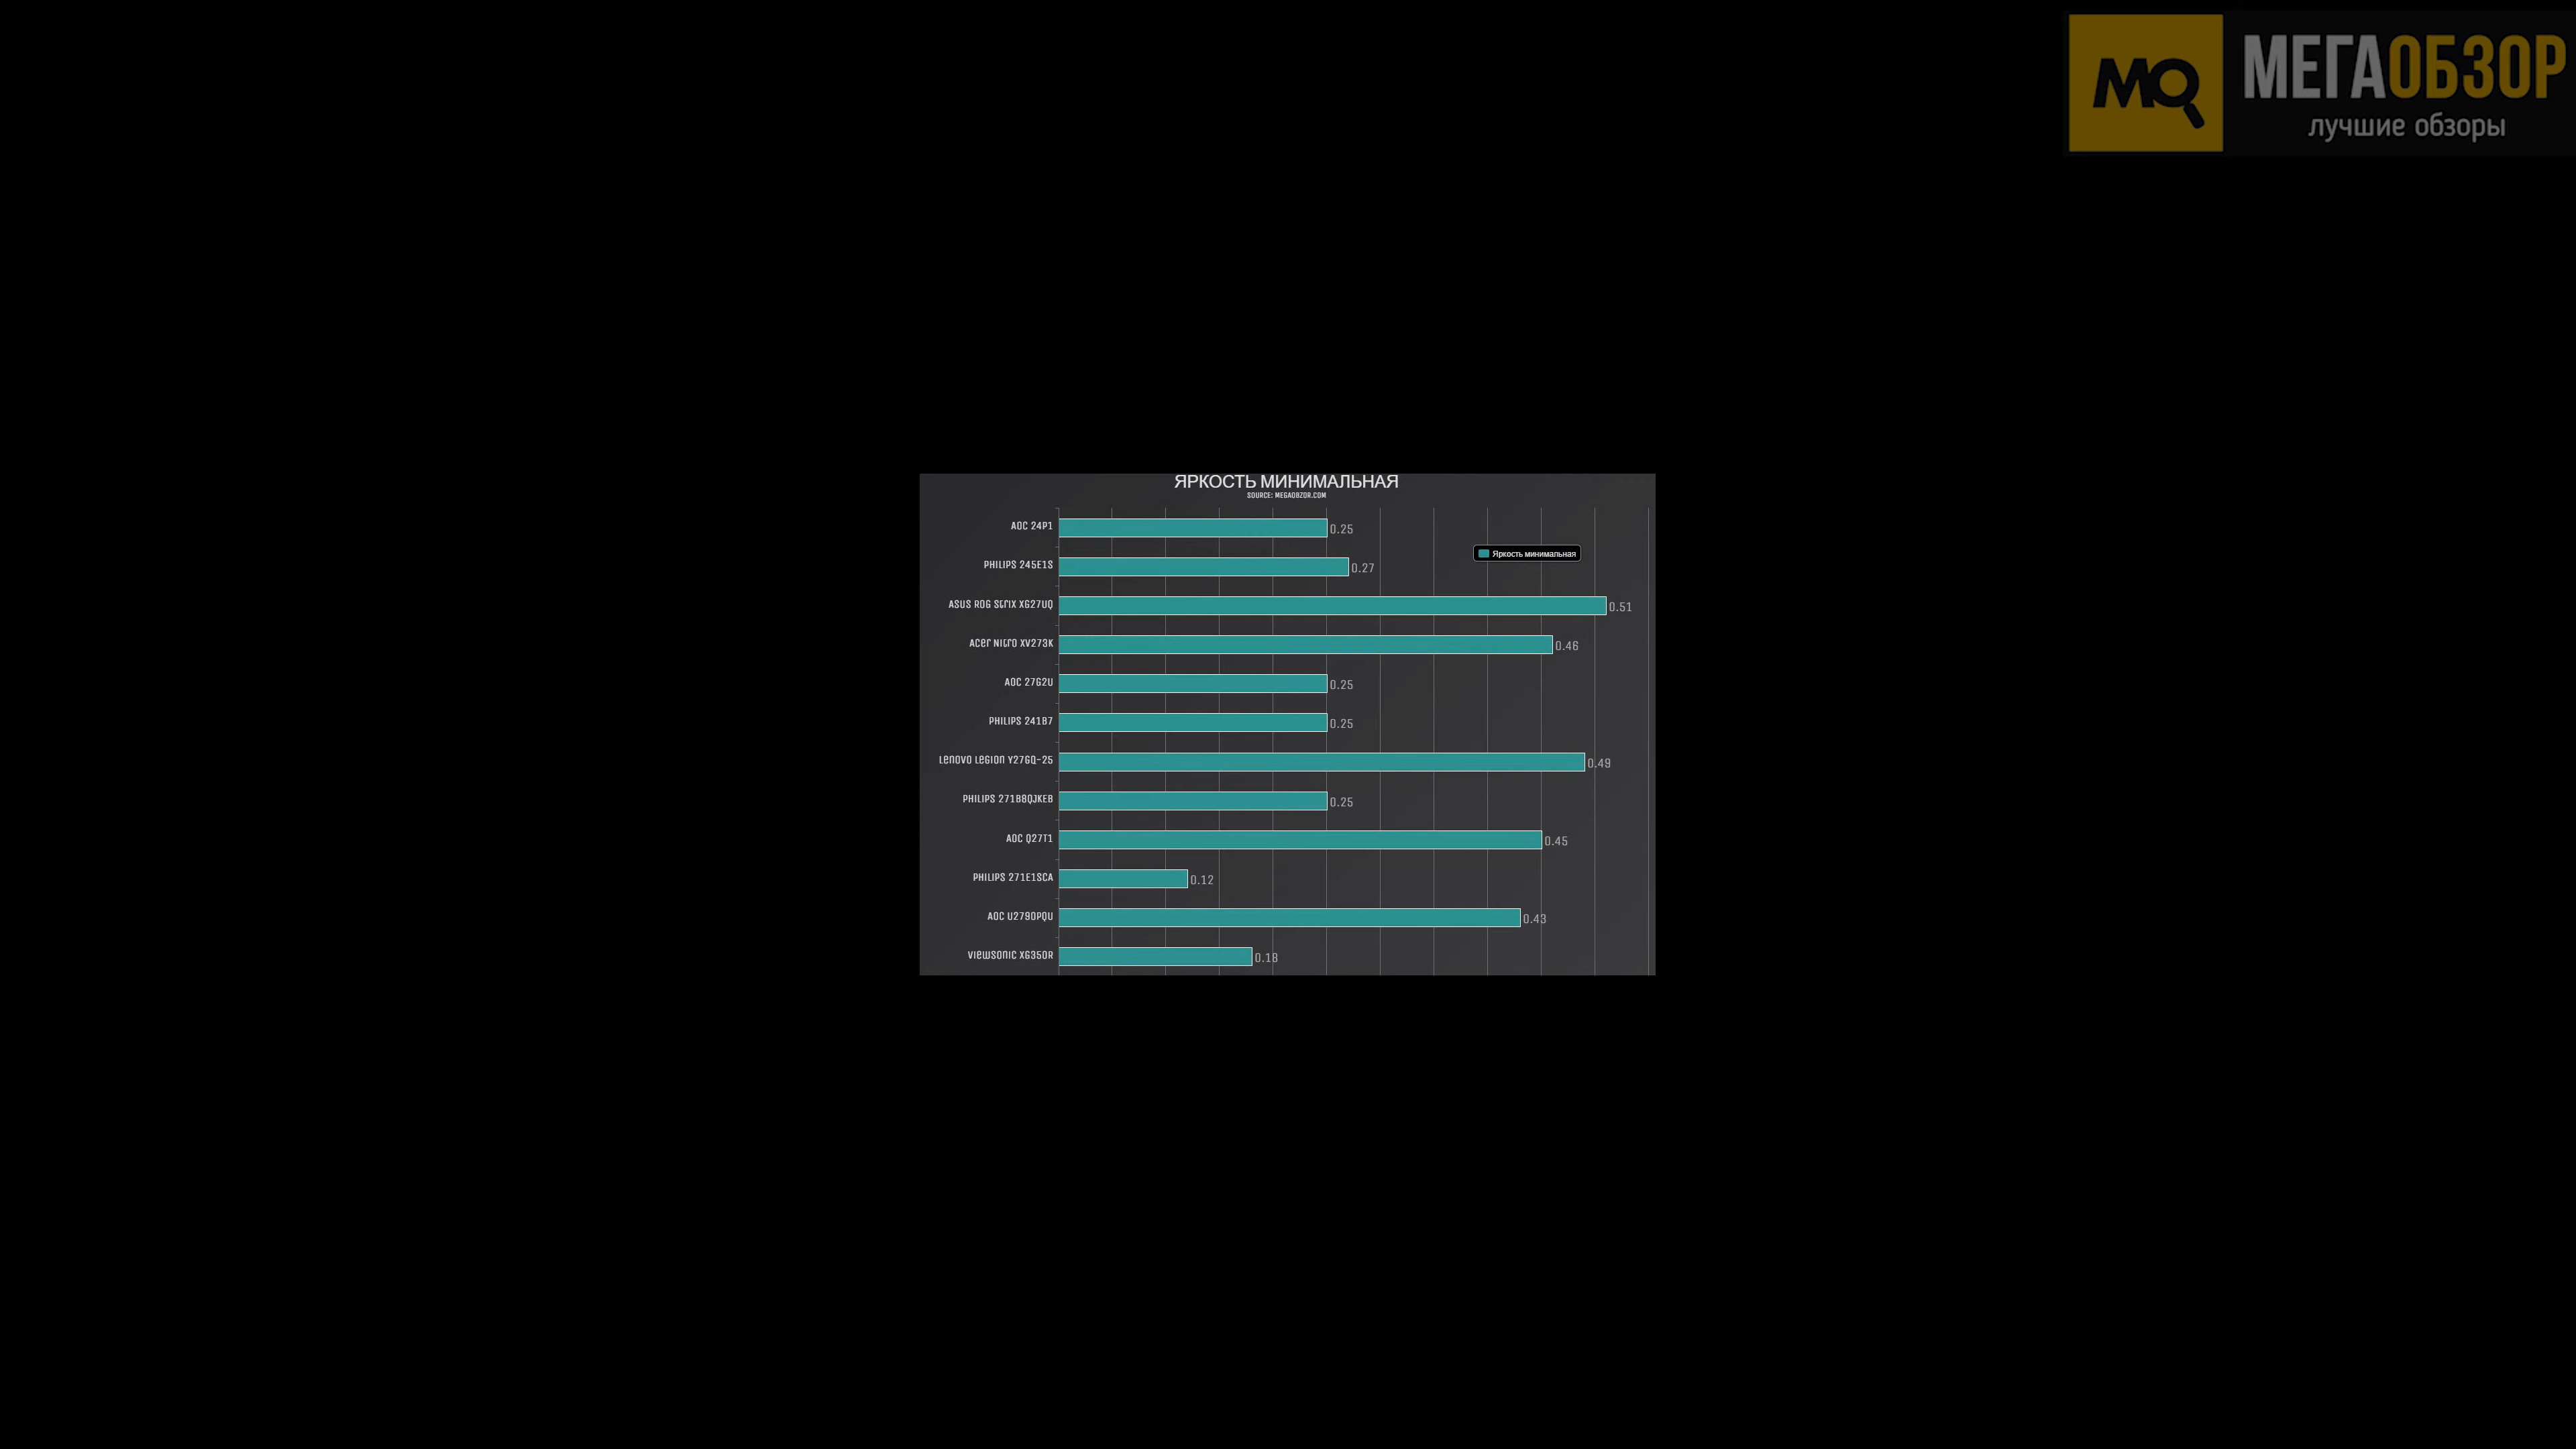 МЕГАОБЗОР
лучшие обзоры
ЯРКОСТЬ МИНИМАЛЬНАЯ
SOURCE: MEGAOBZOR.COM
AOC 24P1 0.25
Яркость минимальная
PHILIPS 245E1S 0.27
ASUS ROG Strix XG27UQ 0.51
Acer Nitro XV273K 0.46
AOC 27G2U 0.25
PHILIPS 241B7 0.25
Lenovo Legion Y27GQ-25 0.49
PHILIPS 271B8QJKEB 0.25
AOC Q27T1 0.45
PHILIPS 271E1SCA 0.12
AOC U2790PQU 0.43
ViewSonic XG350R 0.18